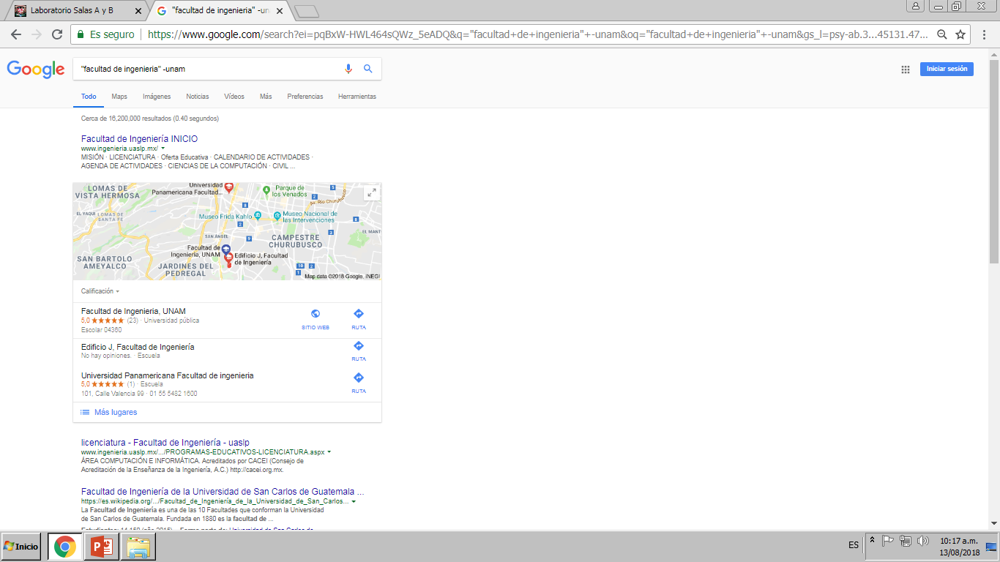 Laboratorio Salas A y B
"facultad de ingenieria" -un
Es seguro
https://www.google.com/search?ei=pqBxW-HWL464sQWz_5eADQ&q="facultad+de+ingenieria"+-unam&oq="facultad+de+ingenieria"+-unam&gs_l=psy-ab.3...45131.47...
Google
"facultad de ingenieria" -unam
Iniciar sesión
Todo Maps Imágenes Noticias Vídeos Más Preferencias Herramientas
Cerca de 16,200,000 resultados (0.40 segundos)
Facultad de Ingeniería INICIO
www.ingenieria.uaslp.mx/
MISIÓN · LICENCIATURA · Oferta Educativa · CALENDARIO DE ACTIVIDADES ·
AGENDA DE ACTIVIDADES · CIENCIAS DE LA COMPUTACIÓN · CIVIL ...
LOMAS DE
VISTA HERMOSA
Universidad
Panamericana Facultad...
Parque de
los Venados
5
2
Av. Río Churubusco
8
EL YAQUI
LOMAS DE
SANTA FE
Museo Frida Kahlo
Museo Nacional de
las Intervenciones
8
2
SAN ÁNGEL
9
CAMPESTRE
CHURUBUSCO
2
EL MANT
Facultad de
Ingeniería, UNAM
Edificio J, Facultad
de Ingeniería
SAN BARTOLO
AMEYALCO
JARDINES DEL
PEDREGAL
10
2
1
Map data ©2018 Google, INEGI
Calificación
Facultad de Ingeniería, UNAM
5,0 (23) · Universidad pública
Escolar 04360
SITIO WEB
RUTA
Edificio J, Facultad de Ingeniería
No hay opiniones. · Escuela
RUTA
Universidad Panamericana Facultad de ingenieria
5,0 (1) · Escuela
101, Calle Valencia 99 · 01 55 5482 1600
RUTA
Más lugares
licenciatura - Facultad de Ingeniería - uaslp
www.ingenieria.uaslp.mx/.../PROGRAMAS-EDUCATIVOS-LICENCIATURA.aspx
ÁREA COMPUTACIÓN E INFORMÁTICA. Acreditados por CACEI (Consejo de
Acreditación de la Enseñanza de la Ingeniería, A.C.) http://cacei.org.mx.
Facultad de Ingeniería de la Universidad de San Carlos de Guatemala ...
https://es.wikipedia.org/.../Facultad_de_Ingeniería_de_la_Universidad_de_San_Carlos...
La Facultad de Ingeniería es una de las 10 Facultades que conforman la Universidad
de San Carlos de Guatemala. Fundada en 1880 es la facultad de ...
Inicio
ES
10:17 a.m.
13/08/2018